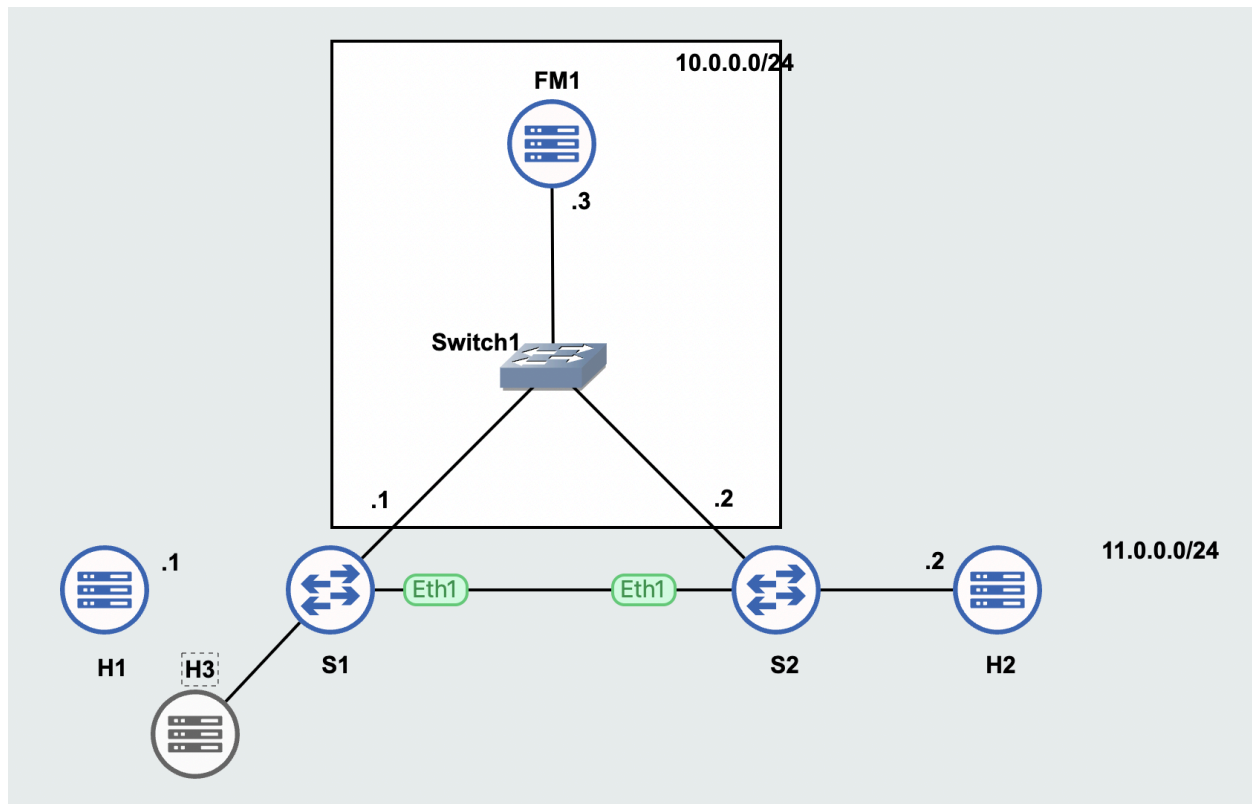 10.0.0.0/24
FM1
.3
Switch1
.1
.2
11.0.0.0/24
.1
.2
Eth1
Eth1
H1
H3
S1
S2
H2